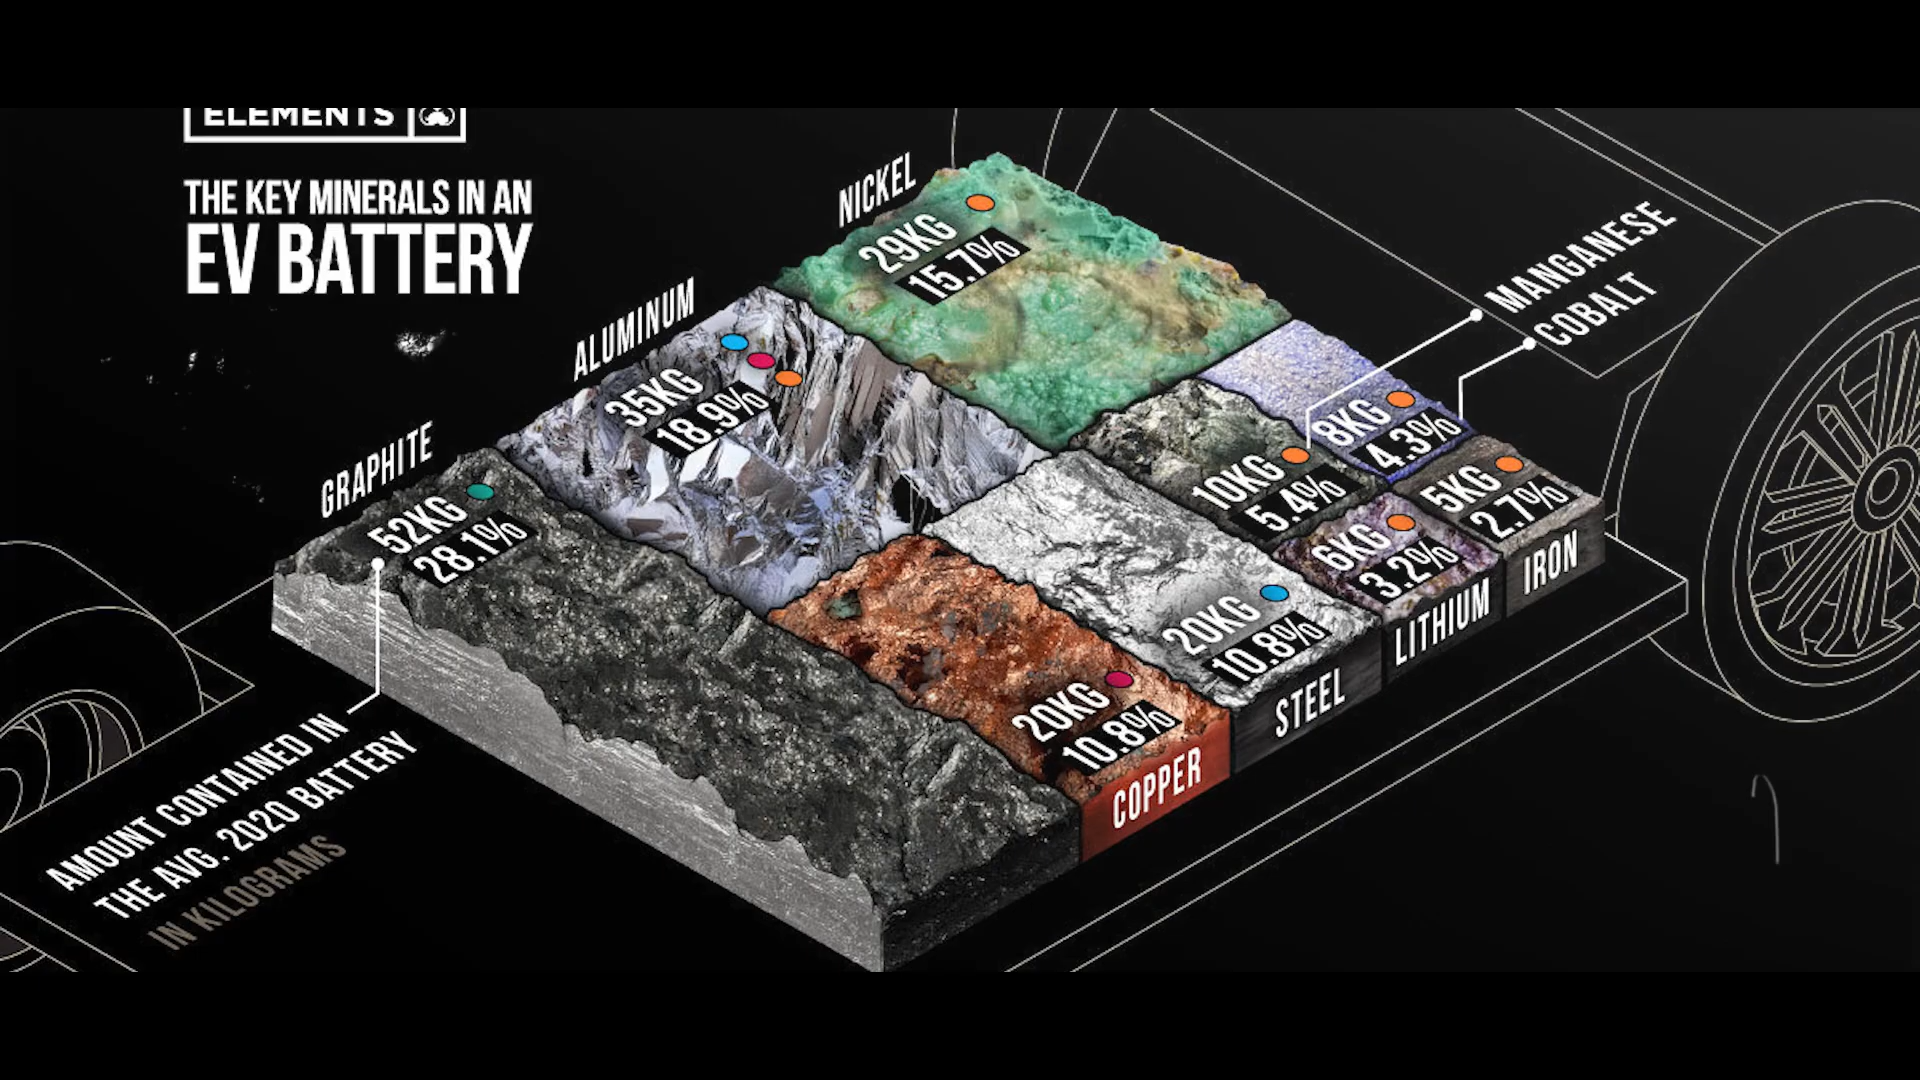 ELEMENTS
THE KEY MINERALS IN AN
EV BATTERY
NICKEL
29KG
15.7%
MANGANESE
COBALT
ALUMINUM
35KG
18.9%
8KG
4.3%
GRAPHITE
52KG
28.1%
10KG
5.4%
5KG
2.7%
6KG
3.2%
IRON
LITHIUM
20KG
10.8%
STEEL
20KG
10.8%
COPPER
AMOUNT CONTAINED IN
THE AVG. 2020 BATTERY
IN KILOGRAMS